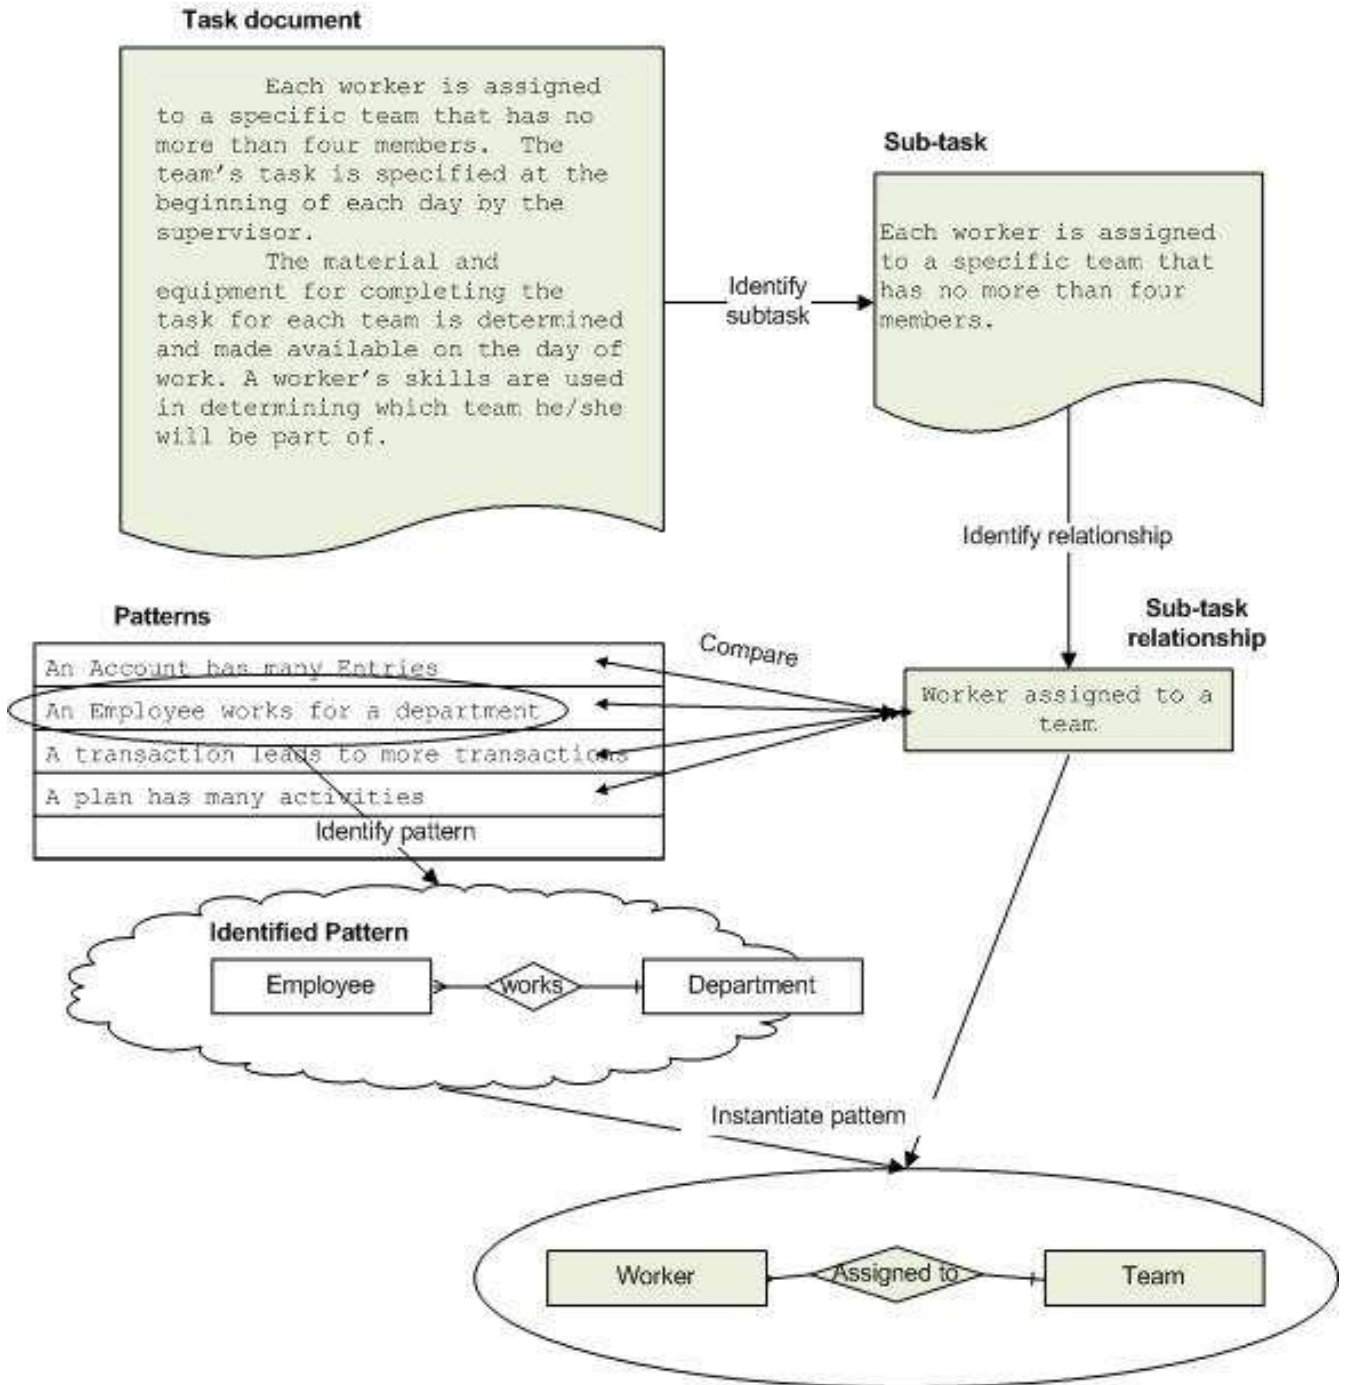 Task document
Each worker is assigned
to a specific team that has no
more than four members. The
team's task is specified at the
beginning of each day by the
supervisor.
The material and
equipment for completing the
task for each team is determined
and made available on the day of
work. A worker's skills are used
in determining which team he/she
will be part of.
Identify
subtask
Sub-task
Each worker is assigned
to a specific team that
has no more than four
members.
Identify relationship
Sub-task
relationship
Worker assigned to a
team
Compare
Patterns
An Account has many Entries
An Employee works for a department
A transaction leads to more transactions
A plan has many activities
Identify pattern
Identified Pattern
Employee
works
Department
Instantiate pattern
Worker
Assigned to
Team